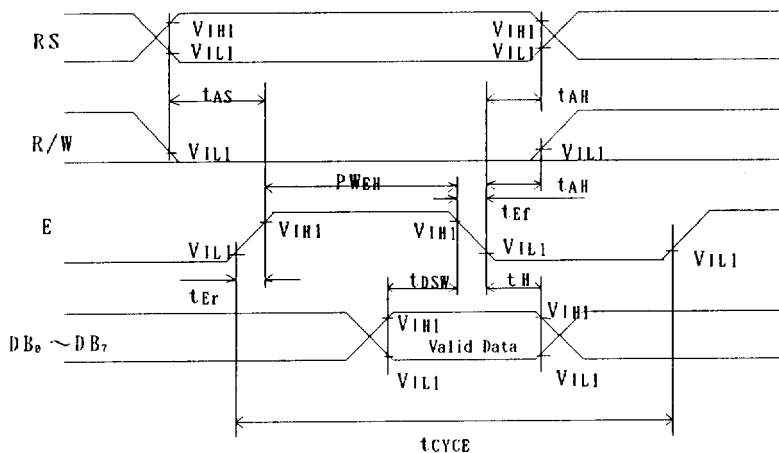 RS VIH1 VIL1 VIH1 VIL1
tAS tAH
R/W VIL1 VIL1
PWEH tAH
tEf
E VIL1 VIH1 VIH1 VIL1 VIL1
tEr tDSW tH
DB₀ ~DB₇ VIH1 Valid Data VIH1
VIL1 VIL1
tCYCE